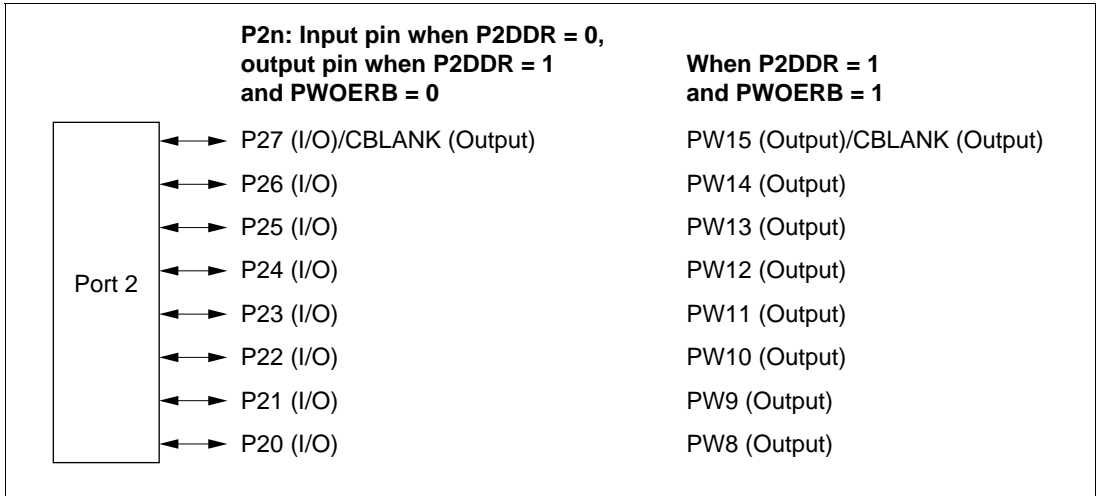 P2n: Input pin when P2DDR = 0,
output pin when P2DDR = 1
and PWOERB = 0
When P2DDR = 1
and PWOERB = 1
Port 2
P27 (I/O)/CBLANK (Output) PW15 (Output)/CBLANK (Output)
P26 (I/O) PW14 (Output)
P25 (I/O) PW13 (Output)
P24 (I/O) PW12 (Output)
P23 (I/O) PW11 (Output)
P22 (I/O) PW10 (Output)
P21 (I/O) PW9 (Output)
P20 (I/O) PW8 (Output)